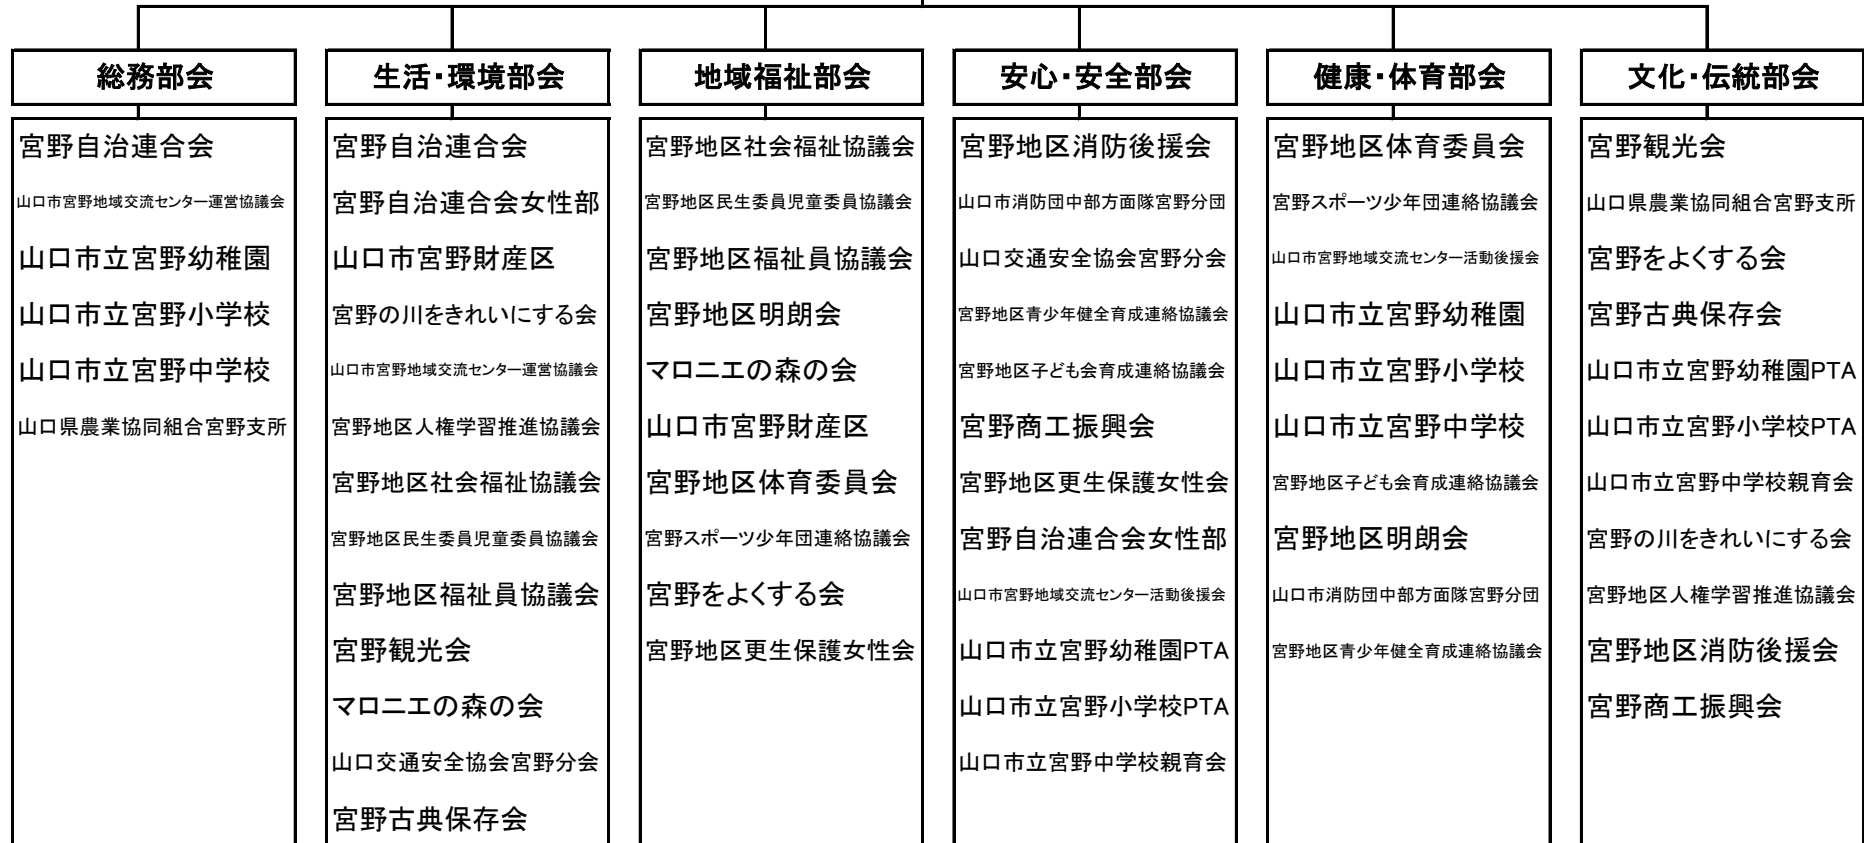 総務部会
宮野自治連合会
山口市宮野地域交流センター運営協議会
山口市立宮野幼稚園
山口市立宮野小学校
山口市立宮野中学校
山口県農業協同組合宮野支所
生活・環境部会
宮野自治連合会
宮野自治連合会女性部
山口市宮野財産区
宮野の川をきれいにする会
山口市宮野地域交流センター運営協議会
宮野地区人権学習推進協議会
宮野地区社会福祉協議会
宮野地区民生委員児童委員協議会
宮野地区福祉員協議会
宮野観光会
マロニエの森の会
山口交通安全協会宮野分会
宮野古典保存会
地域福祉部会
宮野地区社会福祉協議会
宮野地区民生委員児童委員協議会
宮野地区福祉員協議会
宮野地区明朗会
マロニエの森の会
山口市宮野財産区
宮野地区体育委員会
宮野スポーツ少年団連絡協議会
宮野をよくする会
宮野地区更生保護女性会
安心・安全部会
宮野地区消防後援会
山口市消防団中部方面隊宮野分団
山口交通安全協会宮野分会
宮野地区青少年健全育成連絡協議会
宮野地区子ども会育成連絡協議会
宮野商工振興会
宮野地区更生保護女性会
宮野自治連合会女性部
山口市宮野地域交流センター活動後援会
山口市立宮野幼稚園PTA
山口市立宮野小学校PTA
山口市立宮野中学校親育会
健康・体育部会
宮野地区体育委員会
宮野スポーツ少年団連絡協議会
山口市宮野地域交流センター活動後援会
山口市立宮野幼稚園
山口市立宮野小学校
山口市立宮野中学校
宮野地区子ども会育成連絡協議会
宮野地区明朗会
山口市消防団中部方面隊宮野分団
宮野地区青少年健全育成連絡協議会
文化・伝統部会
宮野観光会
山口県農業協同組合宮野支所
宮野をよくする会
宮野古典保存会
山口市立宮野幼稚園PTA
山口市立宮野小学校PTA
山口市立宮野中学校親育会
宮野の川をきれいにする会
宮野地区人権学習推進協議会
宮野地区消防後援会
宮野商工振興会